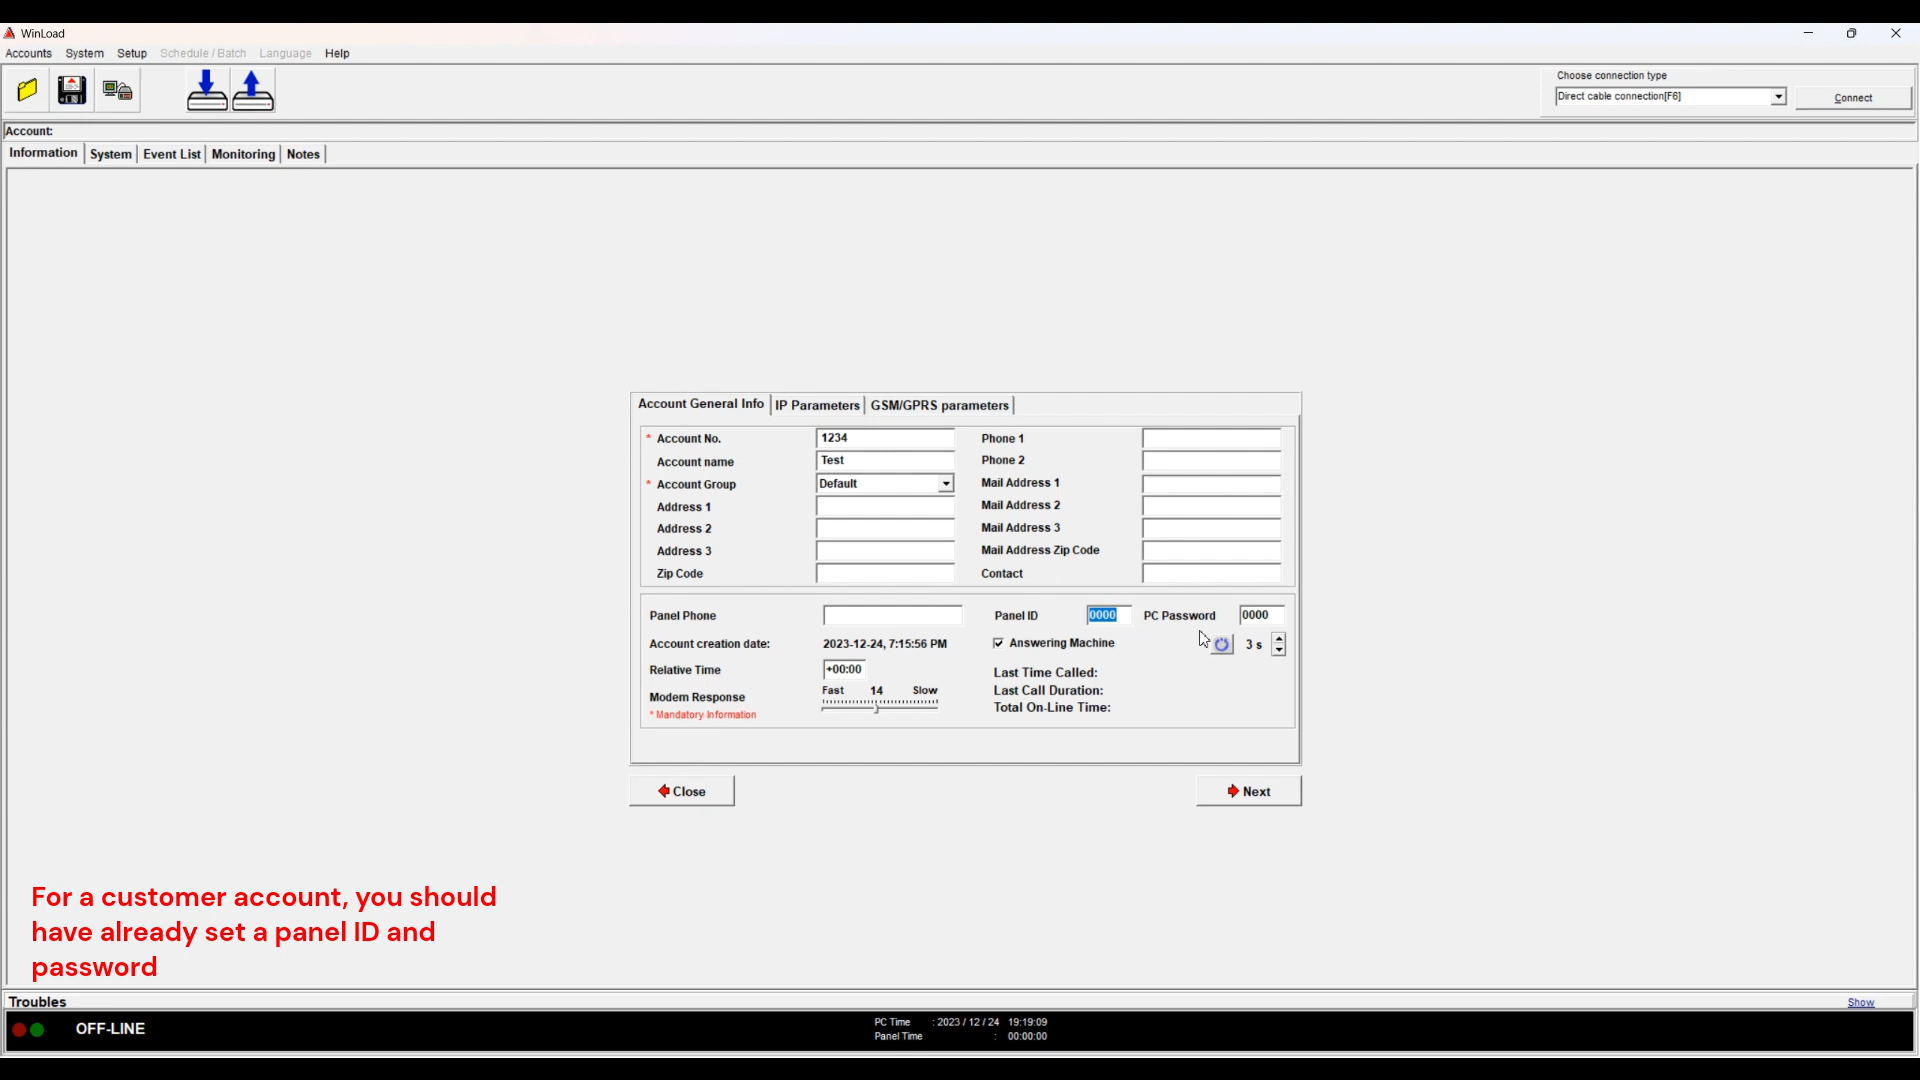 WinLoad
Accounts System Setup Schedule / Batch Language Help
Choose connection type
Direct cable connection[F6]
Connect
Account:
Information System Event List Monitoring Notes
Account General Info IP Parameters GSM/GPRS parameters
* Account No. 1234 Phone 1
Account name Test Phone 2
* Account Group Default Mail Address 1
Address 1 Mail Address 2
Address 2 Mail Address 3
Address 3 Mail Address Zip Code
Zip Code Contact
Panel Phone Panel ID 0000 PC Password 0000
Account creation date: 2023-12-24, 7:15:56 PM Answering Machine 3 s
Relative Time +00:00
Last Time Called:
Modem Response Fast 14 Slow Last Call Duration:
* Mandatory Information Total On-Line Time:
Close Next
For a customer account, you should
have already set a panel ID and
password
Troubles Show
OFF-LINE
PC Time : 2023 / 12 / 24 19:19:09
Panel Time : 00:00:00